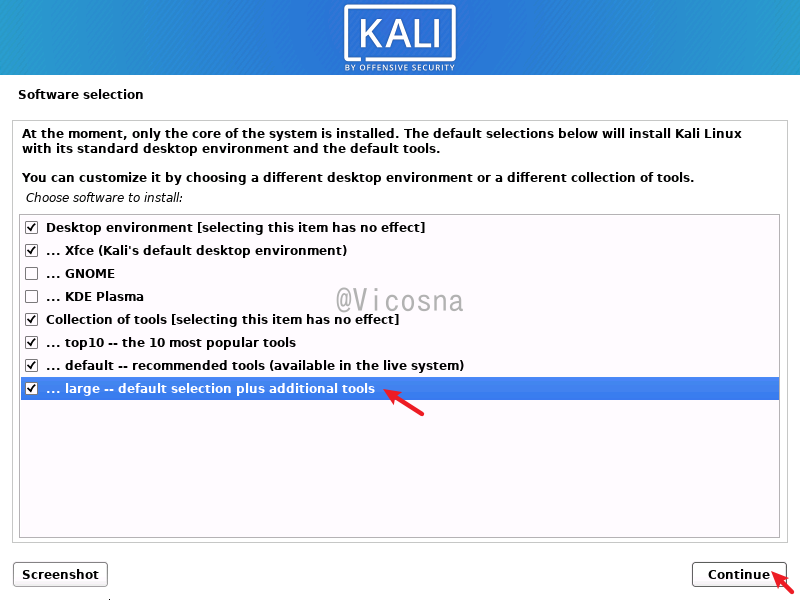 KALI
BY OFFENSIVE SECURITY
Software selection
At the moment, only the core of the system is installed. The default selections below will install Kali Linux
with its standard desktop environment and the default tools.
You can customize it by choosing a different desktop environment or a different collection of tools.
Choose software to install:
Desktop environment [selecting this item has no effect]
... Xfce (Kali's default desktop environment)
... GNOME
... KDE Plasma
@Vicosna
Collection of tools [selecting this item has no effect]
... top10 -- the 10 most popular tools
... default -- recommended tools (available in the live system)
... large -- default selection plus additional tools
Screenshot
Continue